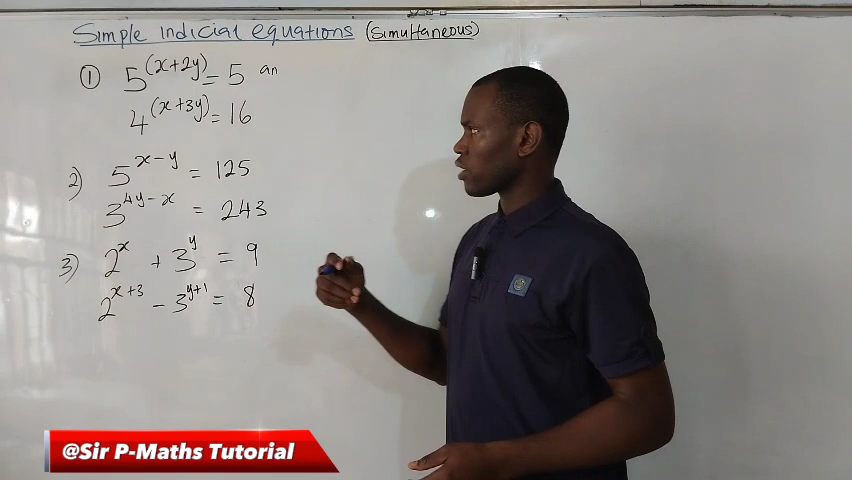 Simple indicial equations (simultaneous)
① 5^(x+2y) = 5 an
4^(x+3y) = 16
2) 5^x-y = 125
3^4y-x = 243
3) 2^x + 3^y = 9
2^x+3 - 3^y+1 = 8
@Sir P-Maths Tutorial